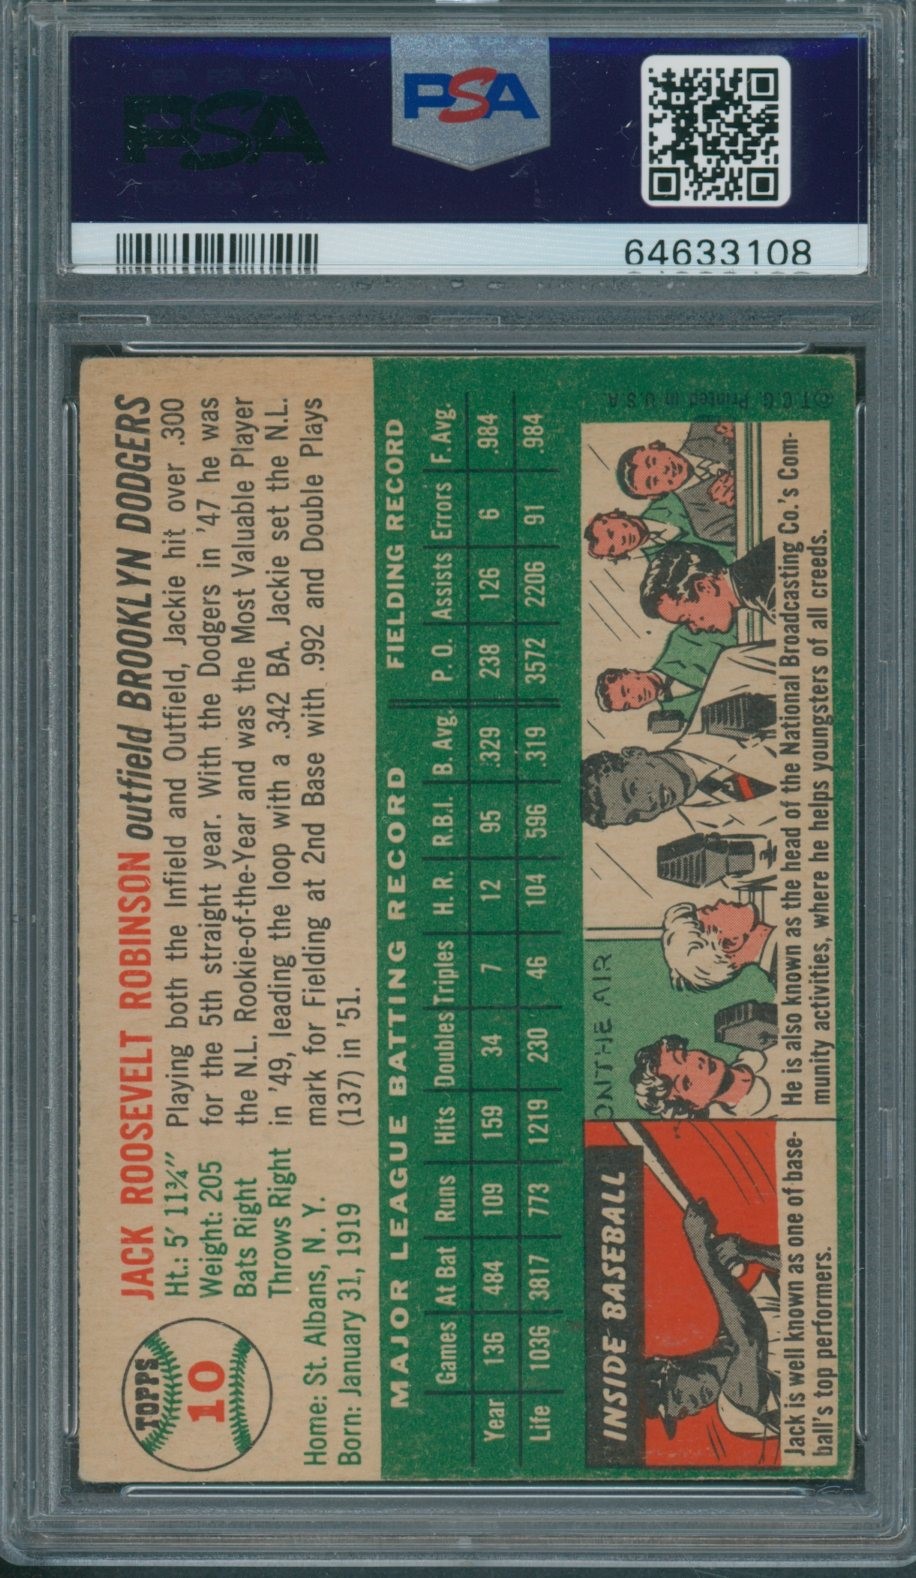 PSA
PSA
64633108
TOPPS
10
JACK ROOSEVELT ROBINSON outfield BROOKLYN DODGERS
Ht.: 5' 11¾"
Weight: 205
Bats Right
Throws Right
Home: St. Albans, N. Y.
Born: January 31, 1919
Playing both the Infield and Outfield, Jackie hit over .300
for the 5th straight year. With the Dodgers in '47 he was
the N.L. Rookie-of-the-Year and was the Most Valuable Player
in '49, leading the loop with a .342 BA. Jackie set the N.L.
mark for Fielding at 2nd Base with .992 and Double Plays
(137) in '51.
MAJOR LEAGUE BATTING RECORD FIELDING RECORD
Games At Bat Runs Hits Doubles Triples H. R. R.B.I. B. Avg. P. O. Assists Errors F. Avg.
Year 136 484 109 159 34 7 12 95 .329 238 126 6 .984
Life 1036 3817 773 1219 230 46 104 596 .319 3572 2206 91 .984
INSIDE BASEBALL
ON THE AIR
Jack is well known as one of base-
ball's top performers.
He is also known as the head of the National Broadcasting Co.'s Com-
munity activities, where he helps youngsters of all creeds.
© T.C.G. Printed in U.S.A.